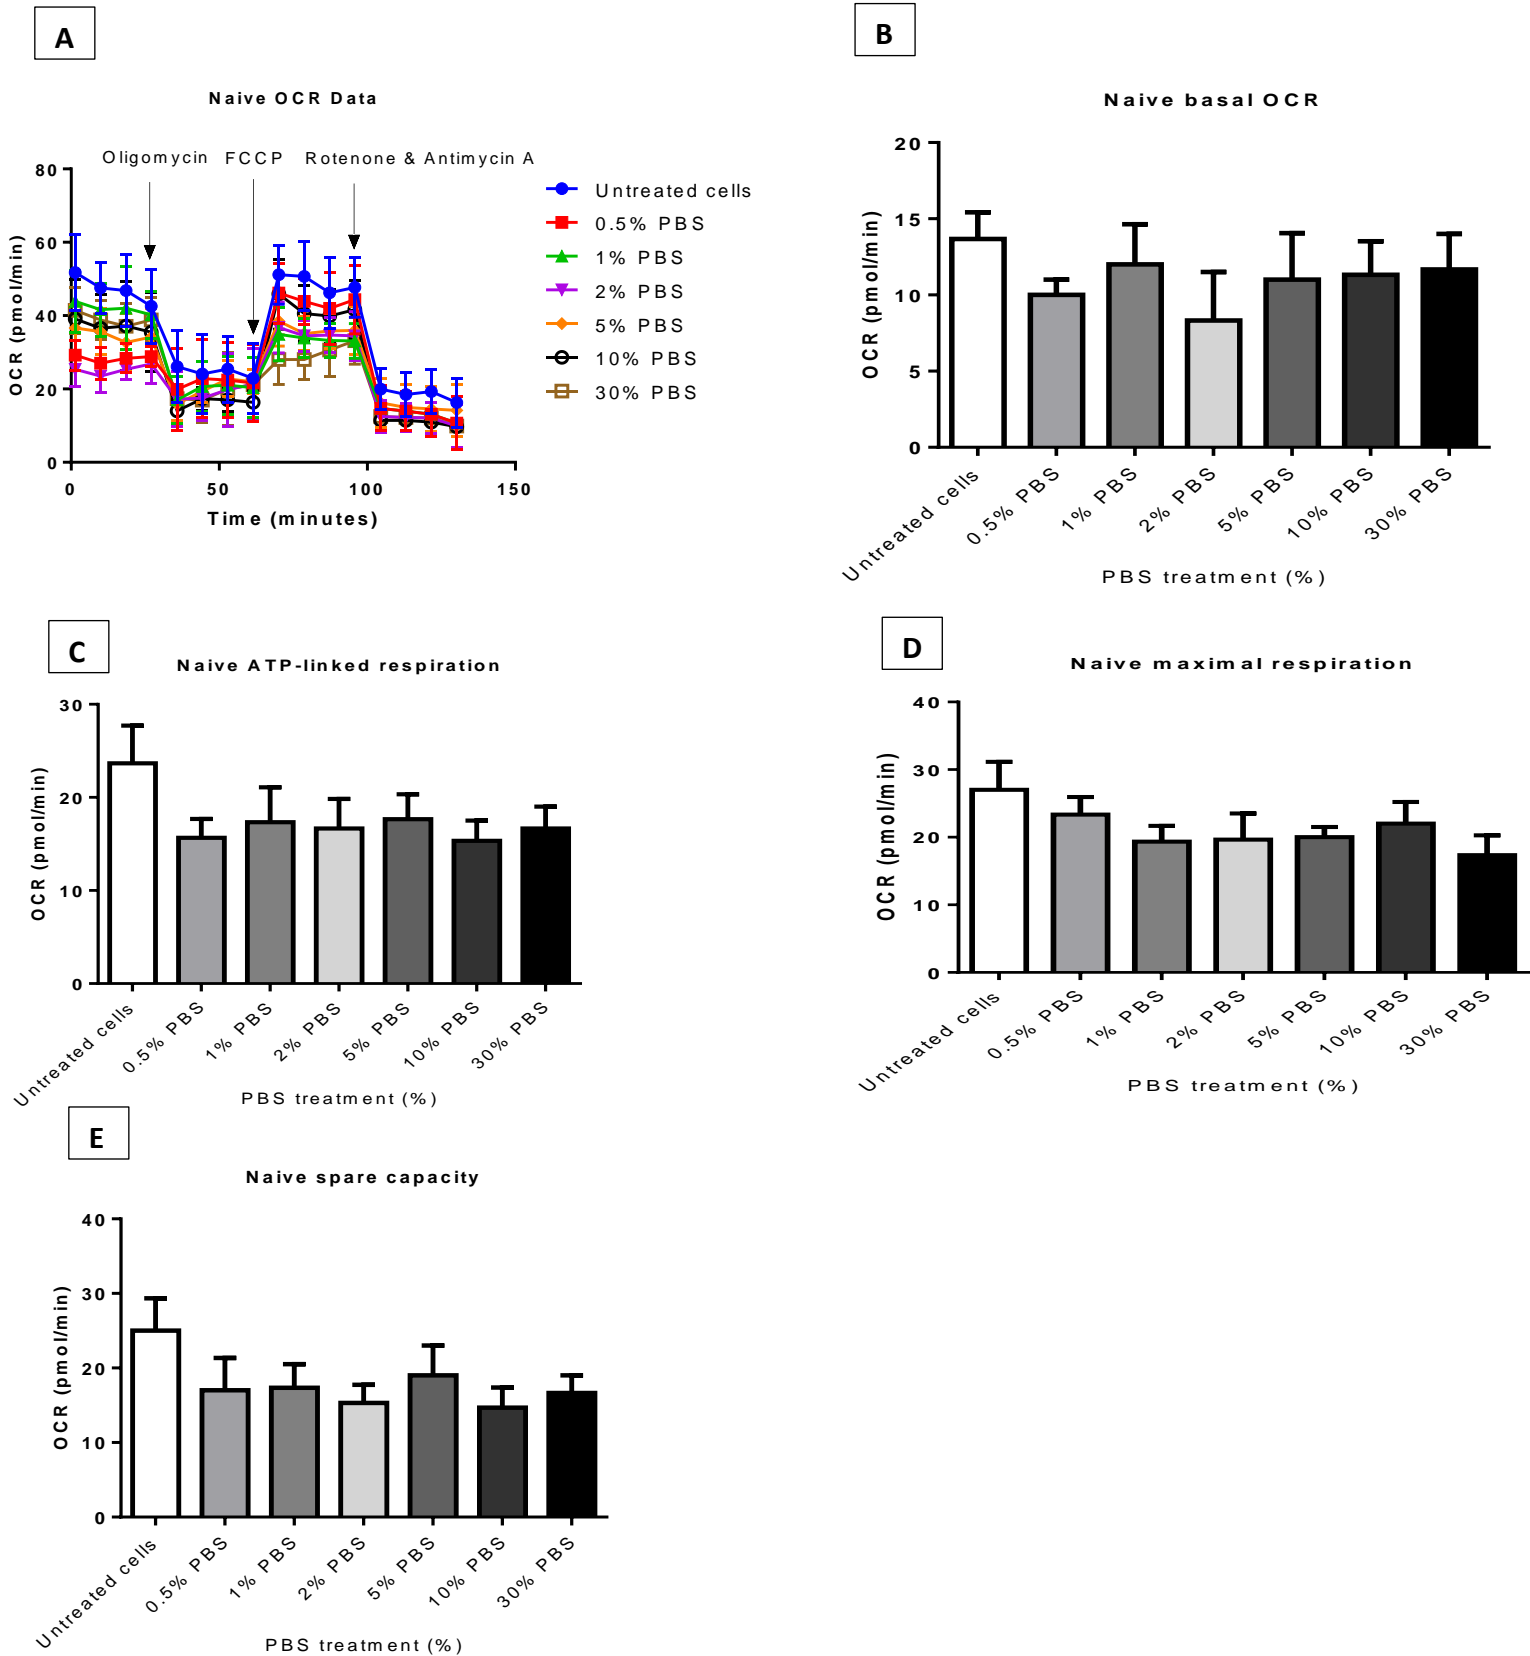 A
Naive OCR Data
Oligomycin FCCP Rotenone & Antimycin A
OCR (pmol/min)
80
60
40
20
0
0 50 100 150
Time (minutes)
Untreated cells
0.5% PBS
1% PBS
2% PBS
5% PBS
10% PBS
30% PBS
B
Naive basal OCR
OCR (pmol/min)
20
15
10
5
0
Untreated cells
0.5% PBS
1% PBS
2% PBS
5% PBS
10% PBS
30% PBS
PBS treatment (%)
C
Naive ATP-linked respiration
OCR (pmol/min)
30
20
10
0
Untreated cells
0.5% PBS
1% PBS
2% PBS
5% PBS
10% PBS
30% PBS
PBS treatment (%)
D
Naive maximal respiration
OCR (pmol/min)
40
30
20
10
0
Untreated cells
0.5% PBS
1% PBS
2% PBS
5% PBS
10% PBS
30% PBS
PBS treatment (%)
E
Naive spare capacity
OCR (pmol/min)
40
30
20
10
0
Untreated cells
0.5% PBS
1% PBS
2% PBS
5% PBS
10% PBS
30% PBS
PBS treatment (%)